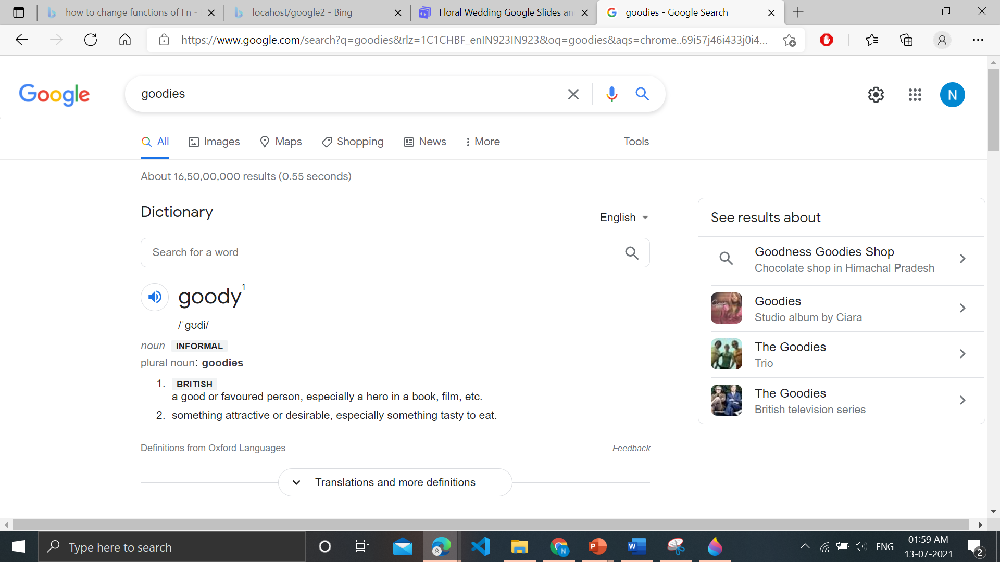 how to change functions of Fn -
locahost/google2 - Bing
Floral Wedding Google Slides an
goodies - Google Search
https://www.google.com/search?q=goodies&rlz=1C1CHBF_enIN923IN923&oq=goodies&aqs=chrome..69i57j46i433j0i4...
Google
goodies
N
All
Images
Maps
Shopping
News
More
Tools
About 16,50,00,000 results (0.55 seconds)
Dictionary
English
Search for a word
goody1
/ˈɡʊdi/
noun INFORMAL
plural noun: goodies
1. BRITISH
a good or favoured person, especially a hero in a book, film, etc.
2. something attractive or desirable, especially something tasty to eat.
Definitions from Oxford Languages
Feedback
Translations and more definitions
See results about
Goodness Goodies Shop
Chocolate shop in Himachal Pradesh
Goodies
Studio album by Ciara
The Goodies
Trio
The Goodies
British television series
Type here to search
N
P
W
ENG
01:59 AM
13-07-2021
2